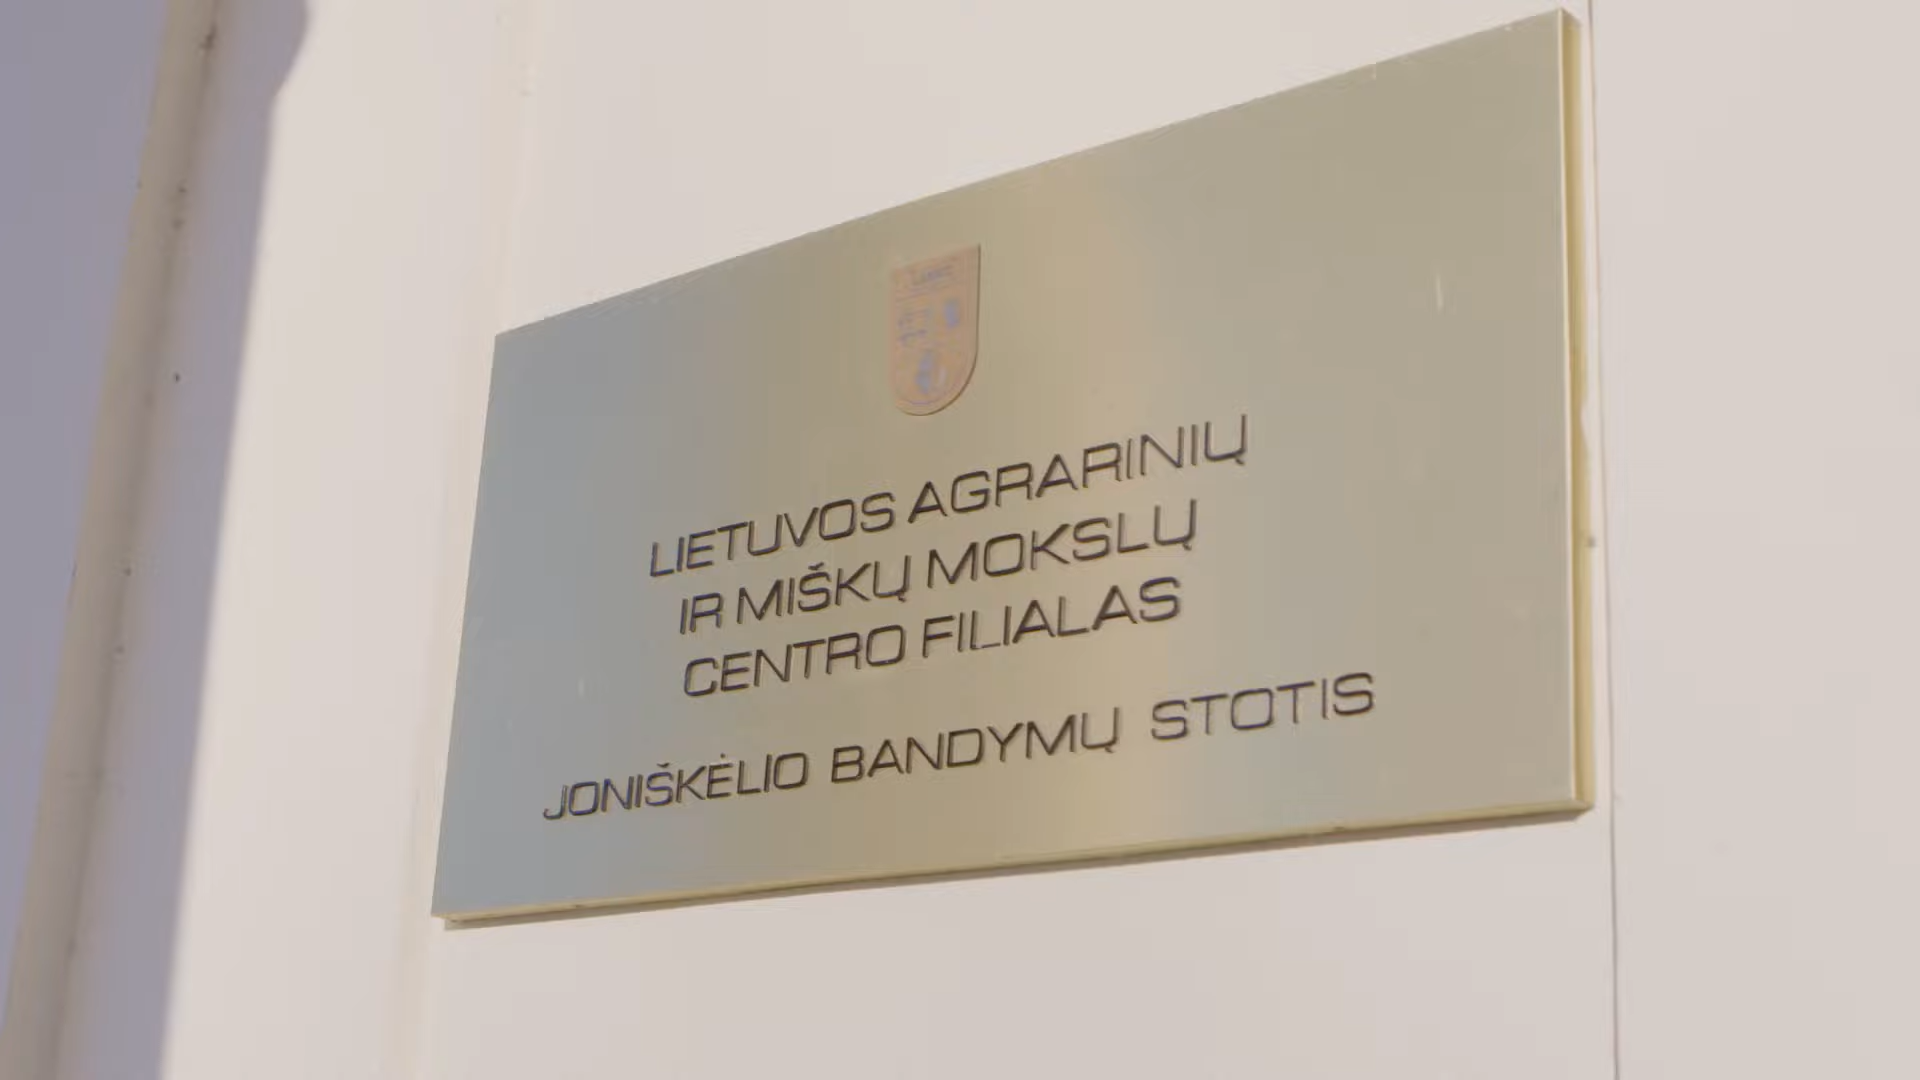 LIETUVOS AGRARINIŲ
IR MIŠKŲ MOKSLŲ
CENTRO FILIALAS
JONIŠKĖLIO BANDYMŲ STOTIS